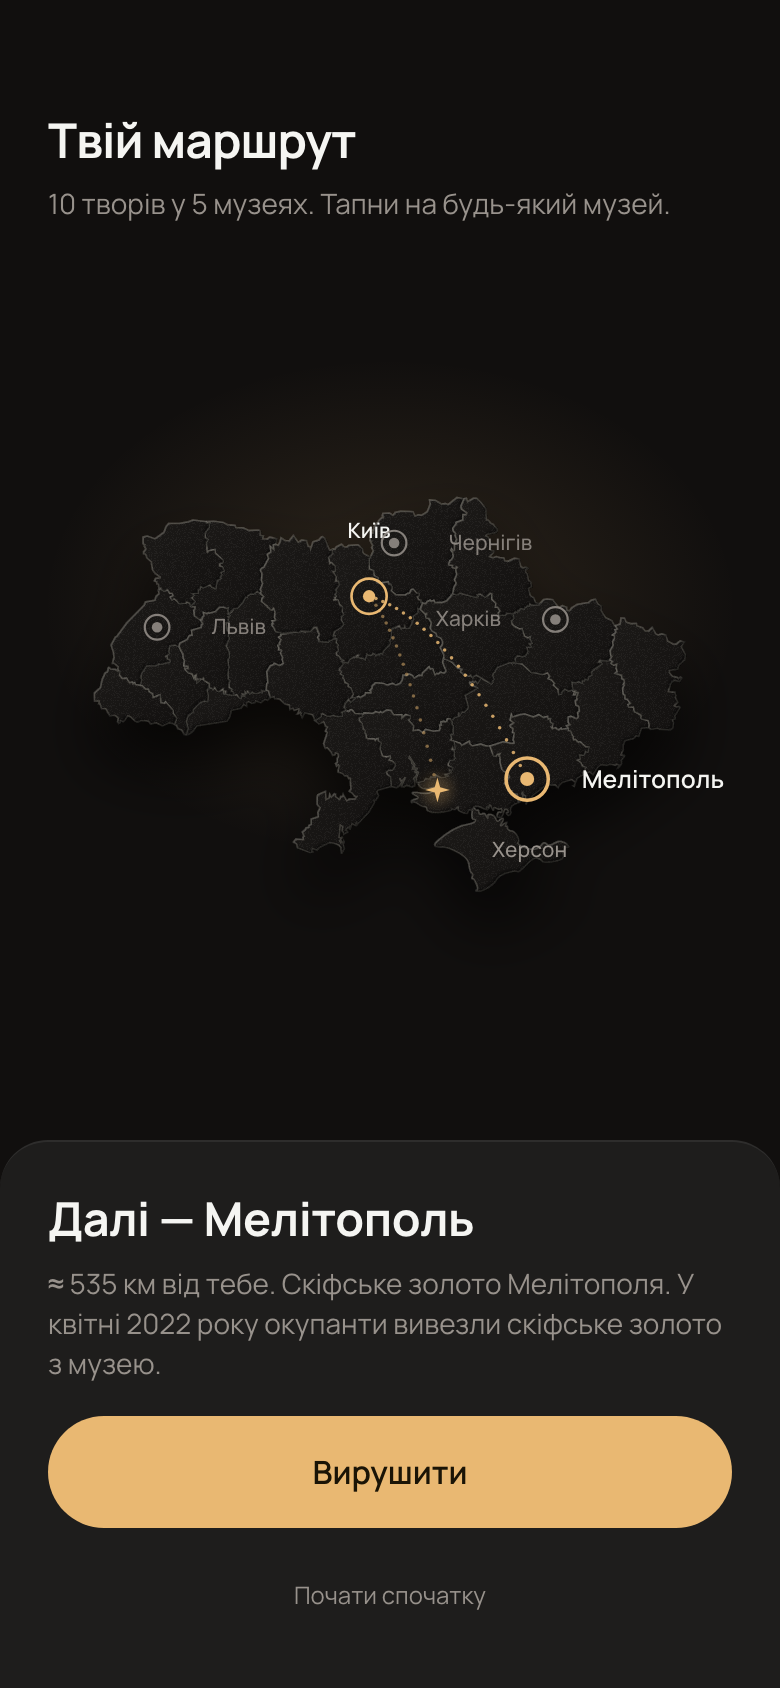 Твій маршрут
10 творів у 5 музеях. Тапни на будь-який музей.
Київ
Чернігів
Харків
Львів
Мелітополь
Херсон
Далі — Мелітополь
≈ 535 км від тебе. Скіфське золото Мелітополя. У
квітні 2022 року окупанти вивезли скіфське золото
з музею.
Вирушити
Почати спочатку